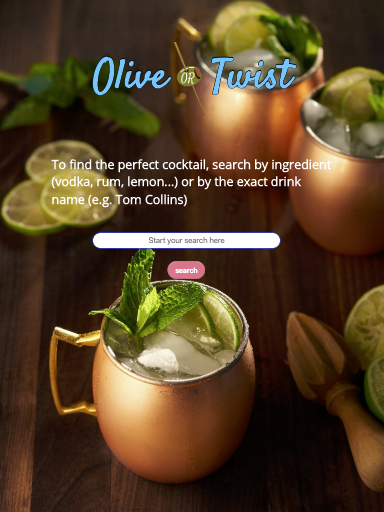 Olive OR Twist
To find the perfect cocktail, search by ingredient
(vodka, rum, lemon...) or by the exact drink
name (e.g. Tom Collins)
Start your search here
search